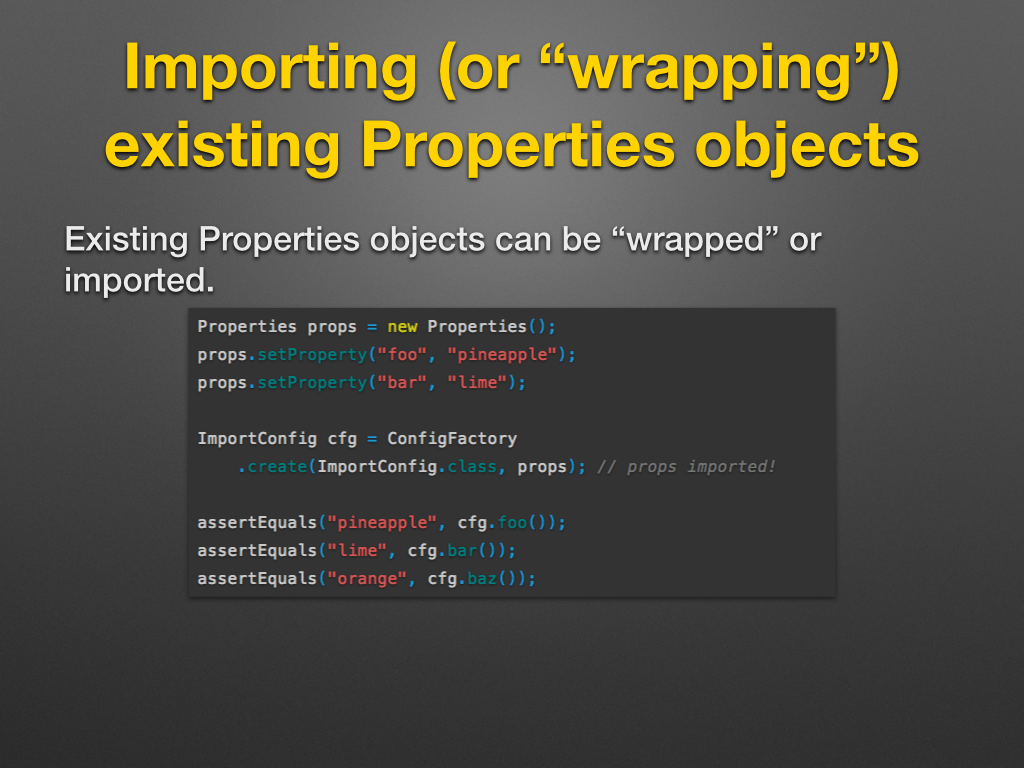 Importing (or “wrapping”)
existing Properties objects
Existing Properties objects can be “wrapped” or
imported.
Properties props = new Properties();
props.setProperty("foo", "pineapple");
props.setProperty("bar", "lime");
ImportConfig cfg = ConfigFactory
    .create(ImportConfig.class, props); // props imported!
assertEquals("pineapple", cfg.foo());
assertEquals("lime", cfg.bar());
assertEquals("orange", cfg.baz());